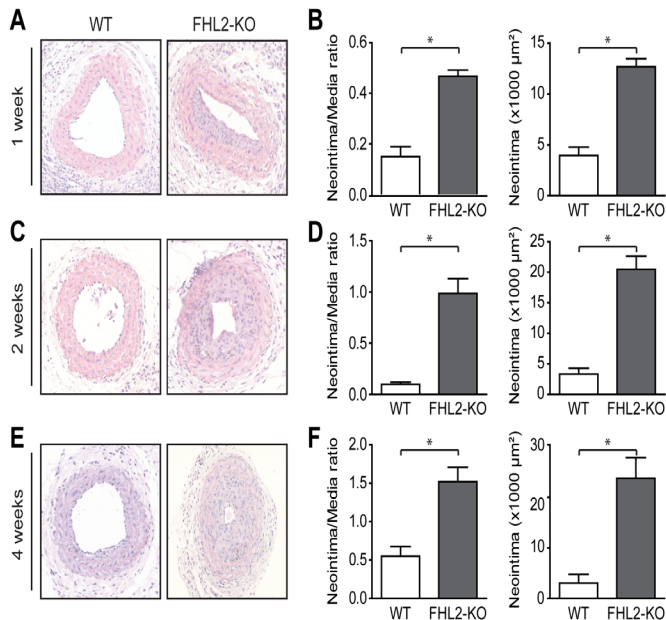 A
WT
FHL2-KO
1 week
B
Neointima/Media ratio
0.6
0.4
0.2
0.0
*
WT
FHL2-KO
Neointima (x1000 µm²)
15
10
5
0
*
WT
FHL2-KO
C
2 weeks
D
Neointima/Media ratio
1.5
1.0
0.5
0.0
*
WT
FHL2-KO
Neointima (x1000 µm²)
25
20
15
10
5
0
*
WT
FHL2-KO
E
4 weeks
F
Neointima/Media ratio
2.0
1.5
1.0
0.5
0.0
*
WT
FHL2-KO
Neointima (x1000 µm²)
30
20
10
0
*
WT
FHL2-KO